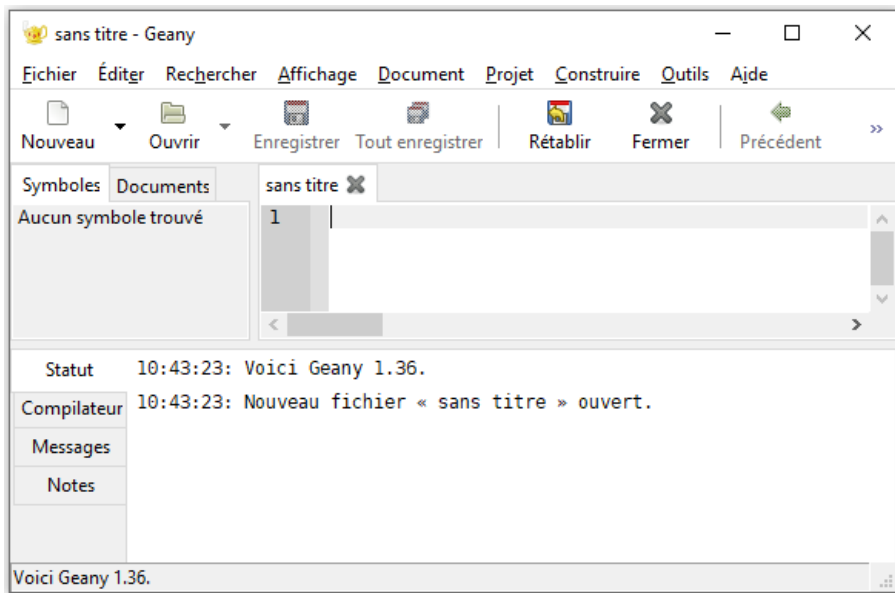 sans titre - Geany
Fichier Éditer Rechercher Affichage Document Projet Construire Outils Aide
Nouveau Ouvrir Enregistrer Tout enregistrer Rétablir Fermer Précédent »
Symboles Documents sans titre
Aucun symbole trouvé 1
Statut 10:43:23: Voici Geany 1.36.
Compilateur 10:43:23: Nouveau fichier « sans titre » ouvert.
Messages
Notes
Voici Geany 1.36.